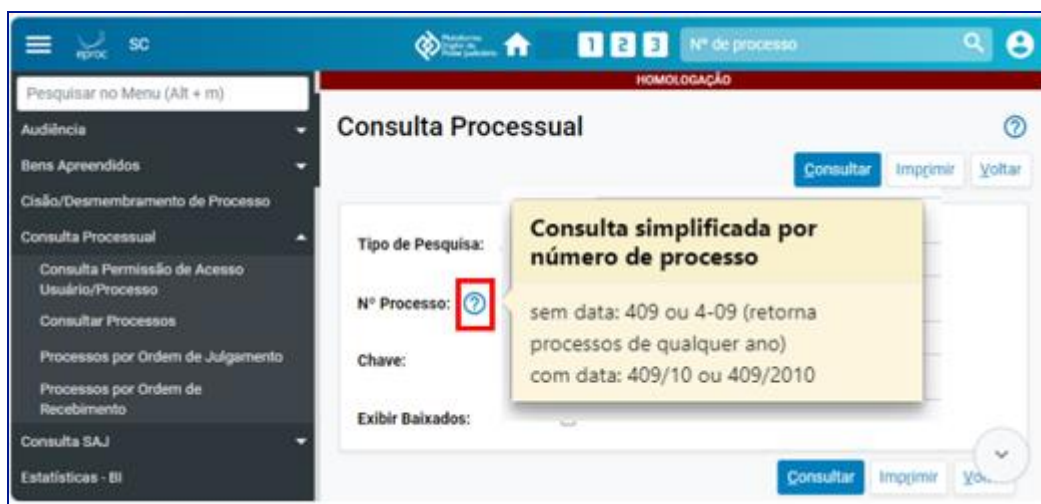 eproc
SC
1 2 3
Nº de processo
HOMOLOGAÇÃO
Pesquisar no Menu (Alt + m)
Audiência
Bens Apreendidos
Cisão/Desmembramento de Processo
Consulta Processual
Consulta Permissão de Acesso
Usuário/Processo
Consultar Processos
Processos por Ordem de Julgamento
Processos por Ordem de
Recebimento
Consulta SAJ
Estatísticas - BI
Consulta Processual
Consultar
Imprimir
Voltar
Tipo de Pesquisa:
Nº Processo:
Chave:
Exibir Baixados:
Consulta simplificada por
número de processo
sem data: 409 ou 4-09 (retorna
processos de qualquer ano)
com data: 409/10 ou 409/2010
Consultar
Imprimir